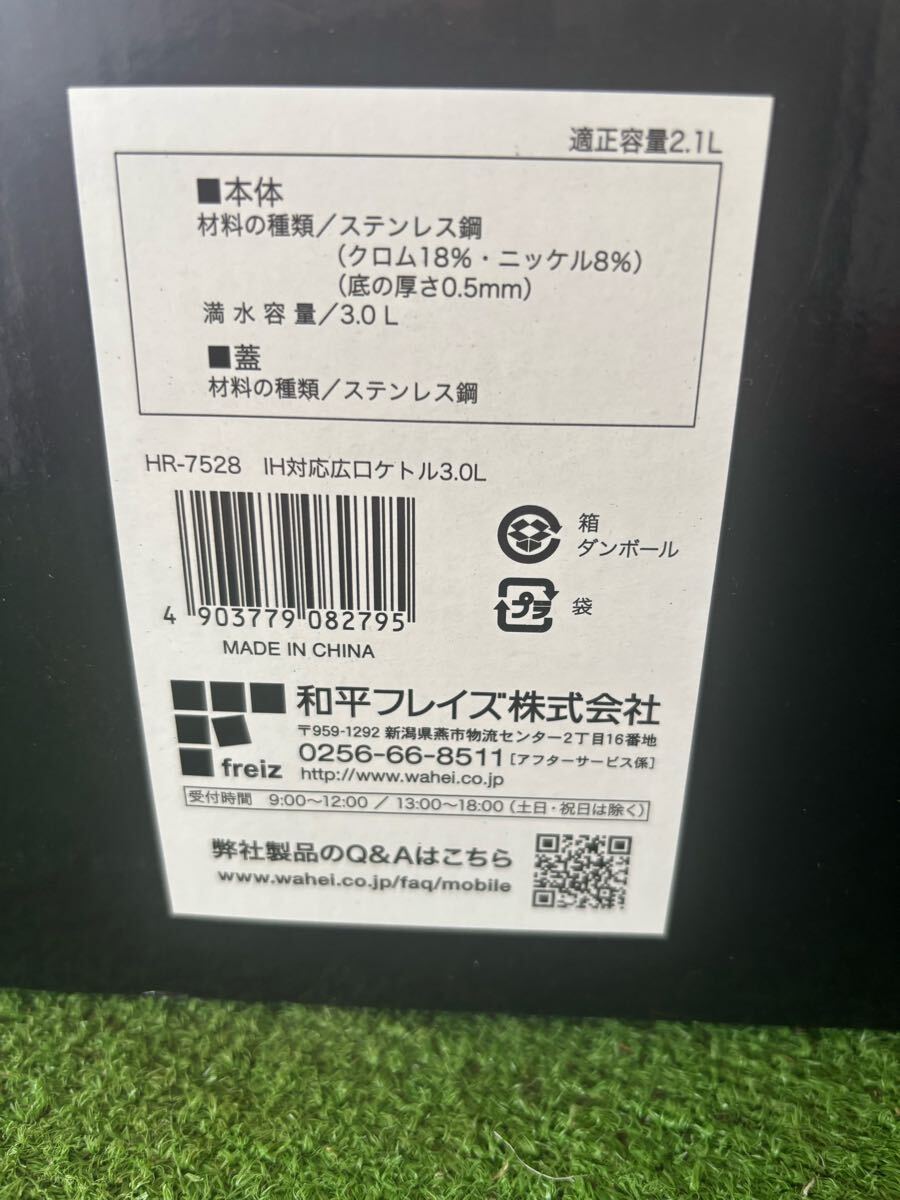 適正容量2.1L
■本体
材料の種類／ステンレス鋼
（クロム18%・ニッケル8%）
（底の厚さ0.5mm）
満水容量／3.0L
■蓋
材料の種類／ステンレス鋼
HR-7528 IH対応広口ケトル3.0L
箱
ダンボール
プラ
袋
4 903779 082795
MADE IN CHINA
和平フレイズ株式会社
〒959-1292 新潟県燕市物流センター2丁目16番地
0256-66-8511［アフターサービス係］
freiz
http://www.wahei.co.jp
受付時間 9:00〜12:00 / 13:00〜18:00（土日・祝日は除く）
弊社製品のQ&Aはこちら
www.wahei.co.jp/faq/mobile